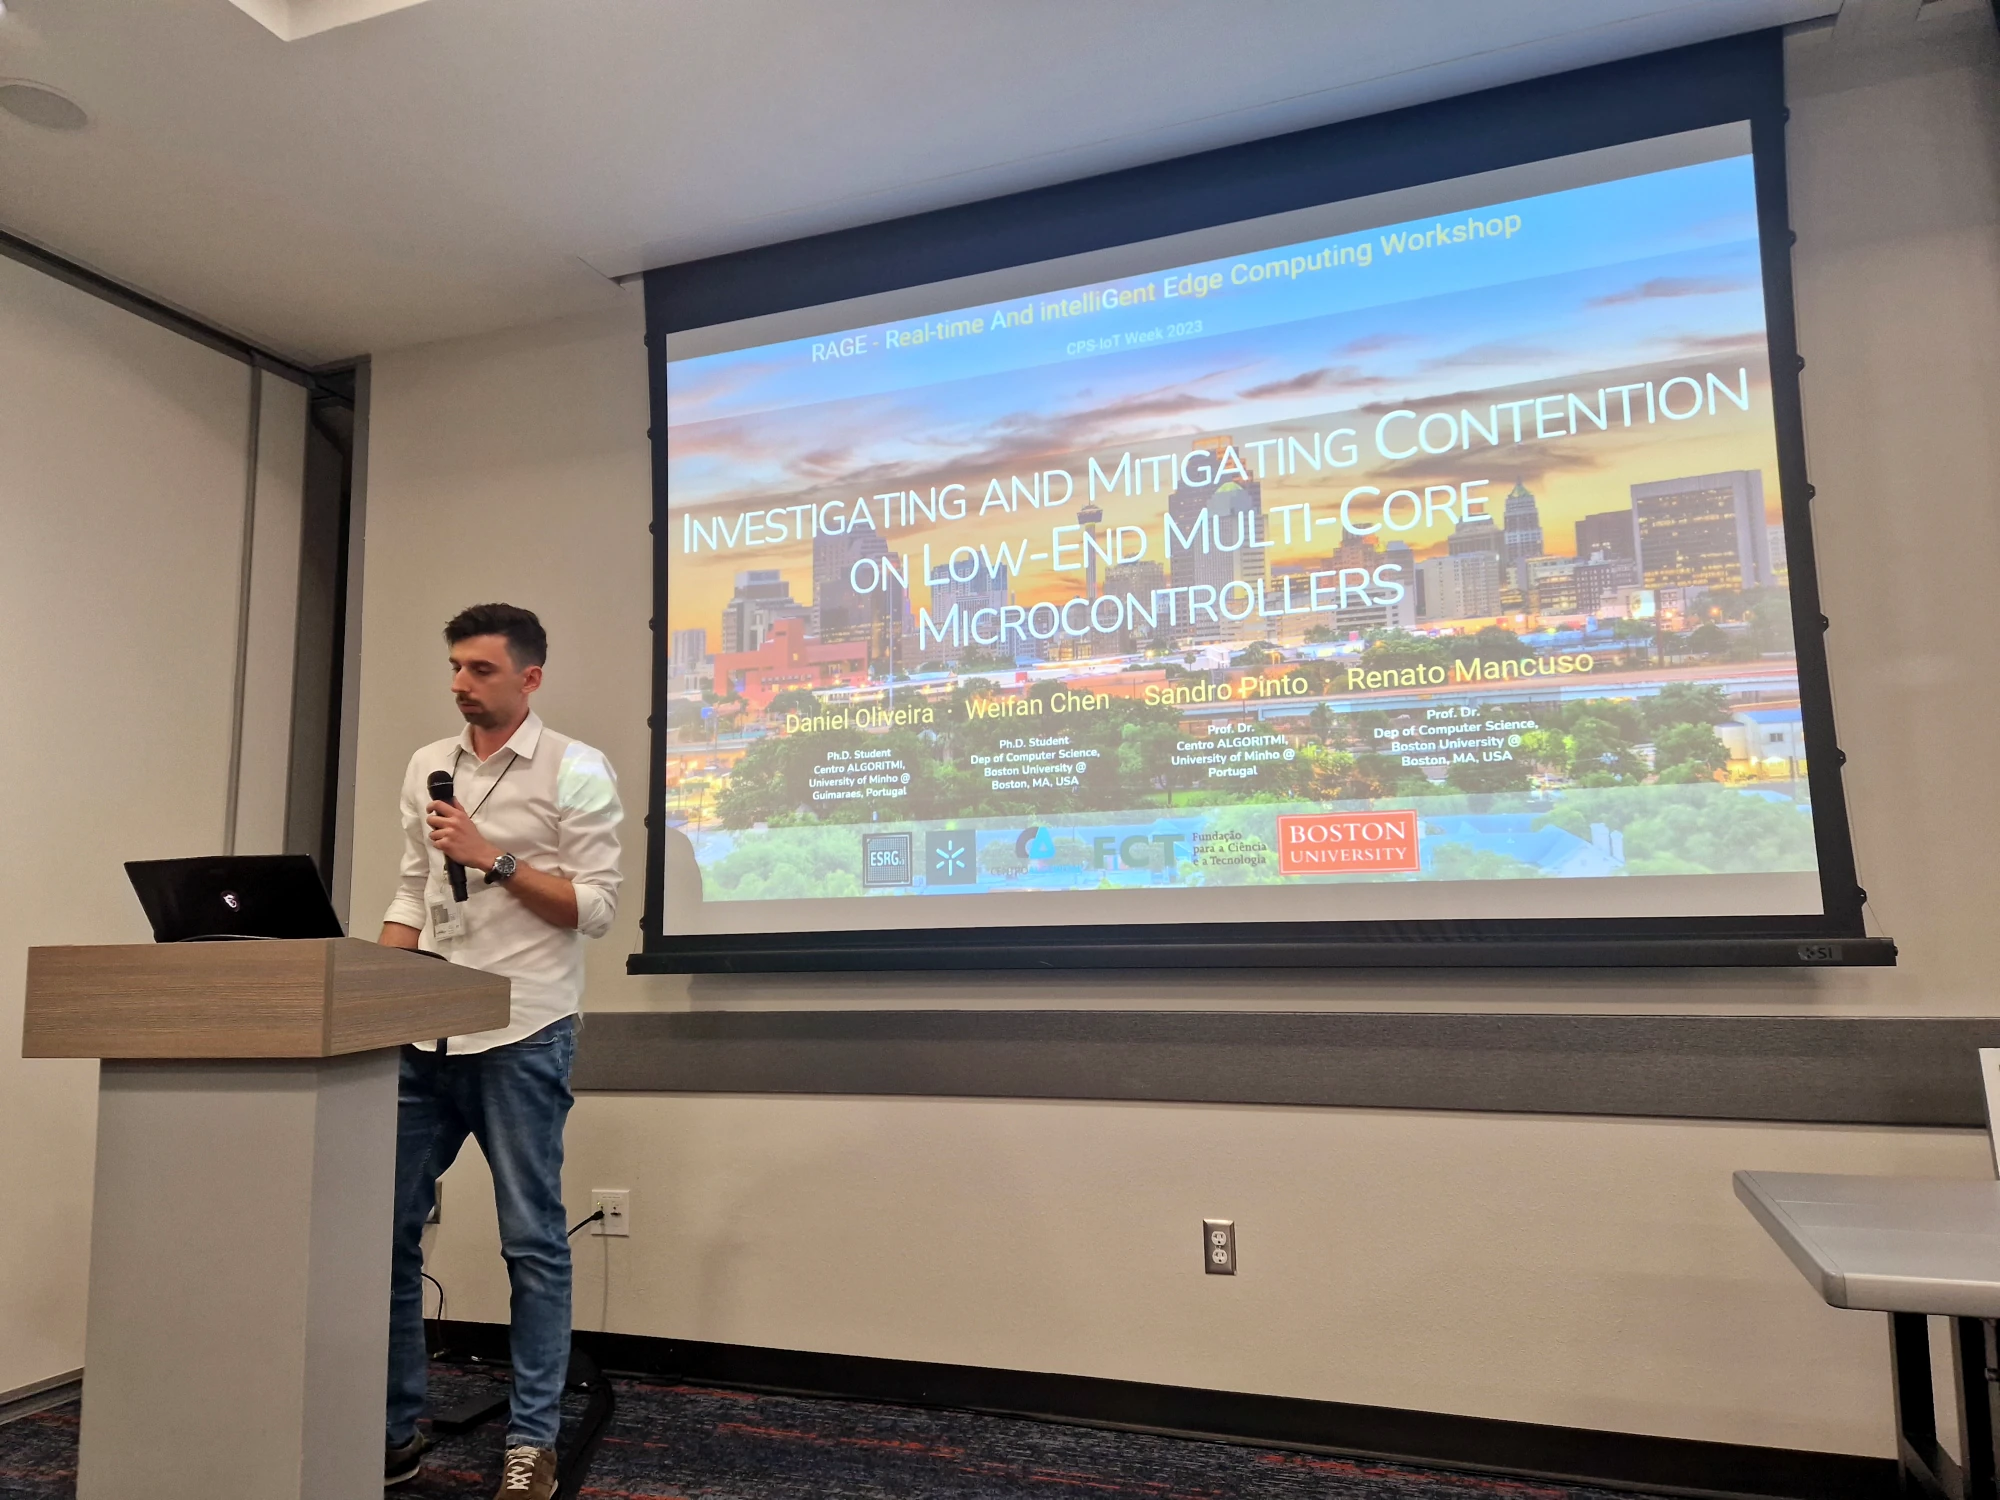 RAGE - Real-time And intelliGent Edge Computing Workshop
CPS-IoT Week 2023
INVESTIGATING AND MITIGATING CONTENTION
ON LOW-END MULTI-CORE
MICROCONTROLLERS
Daniel Oliveira · Weifan Chen · Sandro Pinto · Renato Mancuso
Ph.D. Student
Centro ALGORITMI,
University of Minho @
Guimaraes, Portugal
Ph.D. Student
Dep of Computer Science,
Boston University @
Boston, MA, USA
Prof. Dr.
Centro ALGORITMI,
University of Minho @
Portugal
Prof. Dr.
Dep of Computer Science,
Boston University @
Boston, MA, USA
ESRG
CENTRO
FCT
Fundação
para a Ciência
e a Tecnologia
BOSTON
UNIVERSITY
SI